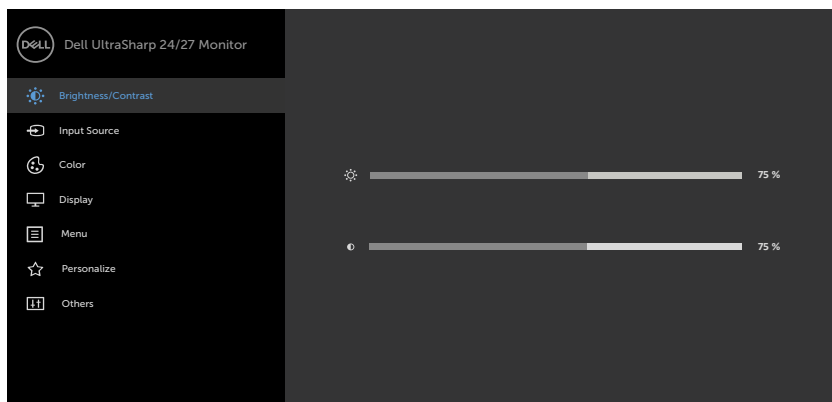 DELL Dell UltraSharp 24/27 Monitor
Brightness/Contrast
Input Source
Color
75 %
Display
Menu
75 %
Personalize
Others